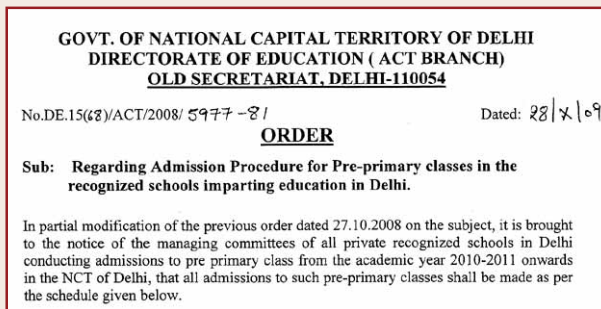 GOVT. OF NATIONAL CAPITAL TERRITORY OF DELHI
DIRECTORATE OF EDUCATION ( ACT BRANCH)
OLD SECRETARIAT, DELHI-110054
No.DE.15(68)/ACT/2008/ 5977-81 Dated: 28/X/09
ORDER
Sub: Regarding Admission Procedure for Pre-primary classes in the
recognized schools imparting education in Delhi.
In partial modification of the previous order dated 27.10.2008 on the subject, it is brought
to the notice of the managing committees of all private recognized schools in Delhi
conducting admissions to pre primary class from the academic year 2010-2011 onwards
in the NCT of Delhi, that all admissions to such pre-primary classes shall be made as per
the schedule given below.